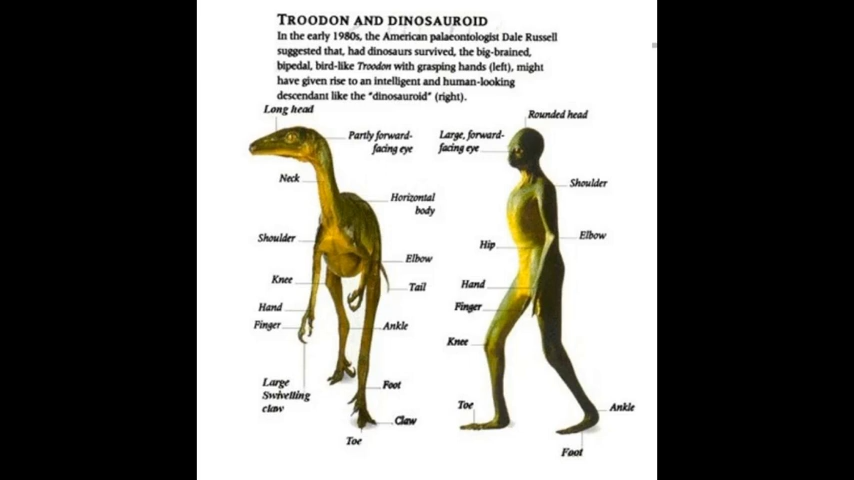 TROODON AND DINOSAUROID
In the early 1980s, the American palaeontologist Dale Russell
suggested that, had dinosaurs survived, the big-brained,
bipedal, bird-like Troodon with grasping hands (left), might
have given rise to an intelligent and human-looking
descendant like the "dinosauroid" (right).
Long head
Partly forward-
facing eye
Neck
Horizontal
body
Shoulder
Elbow
Knee
Tail
Hand
Finger
Ankle
Large
Swivelling
claw
Foot
Claw
Toe
Rounded head
Large, forward-
facing eye
Shoulder
Elbow
Hip
Hand
Finger
Knee
Toe
Ankle
Foot